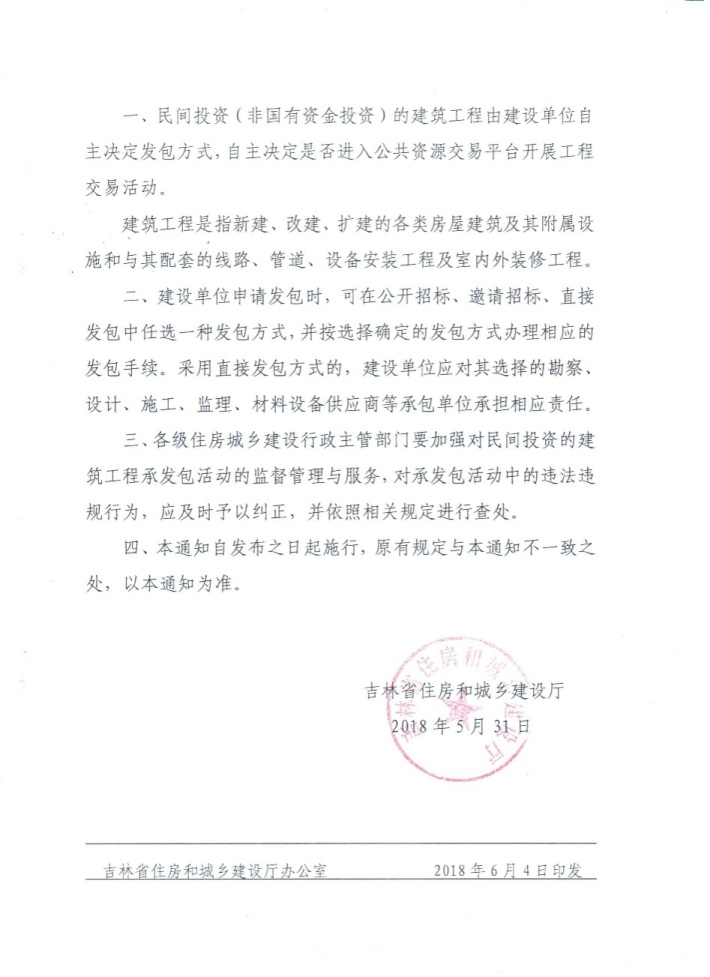 一、民间投资(非国有资金投资)的建筑工程由建设单位自
主决定发包方式,自主决定是否进入公共资源交易平台开展工程
交易活动。
建筑工程是指新建、改建、扩建的各类房屋建筑及其附属设
施和与其配套的线路、管道、设备安装工程及室内外装修工程。
二、建设单位申请发包时,可在公开招标、邀请招标、直接
发包中任选一种发包方式,并按选择确定的发包方式办理相应的
发包手续。采用直接发包方式的,建设单位应对其选择的勘察、
设计、施工、监理、材料设备供应商等承包单位承担相应责任。
三、各级住房城乡建设行政主管部门要加强对民间投资的建
筑工程承发包活动的监督管理与服务,对承发包活动中的违法违
规行为,应及时予以纠正,并依照相关规定进行查处。
四、本通知自发布之日起施行,原有规定与本通知不一致之
处,以本通知为准。
吉林省住房和城乡建设厅
吉林省住房和城乡建设厅
2018年5月31日
吉林省住房和城乡建设厅办公室 2018年6月4日印发